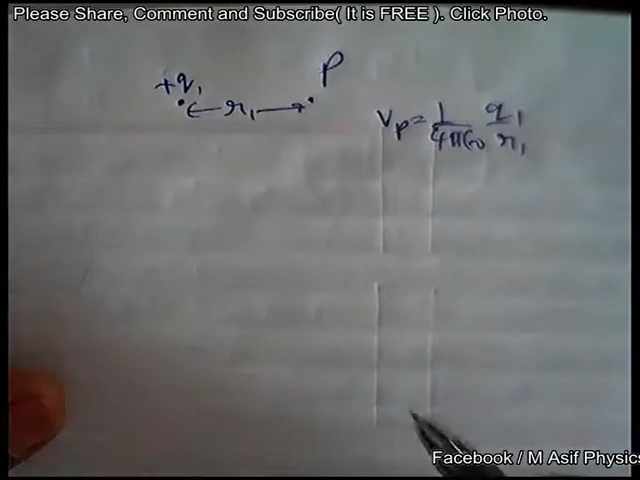 Please Share, Comment and Subscribe( It is FREE ). Click Photo.
+q₁ P
r₁
Vp = 1/4πε₀ q₁/r₁
Facebook / M Asif Physics